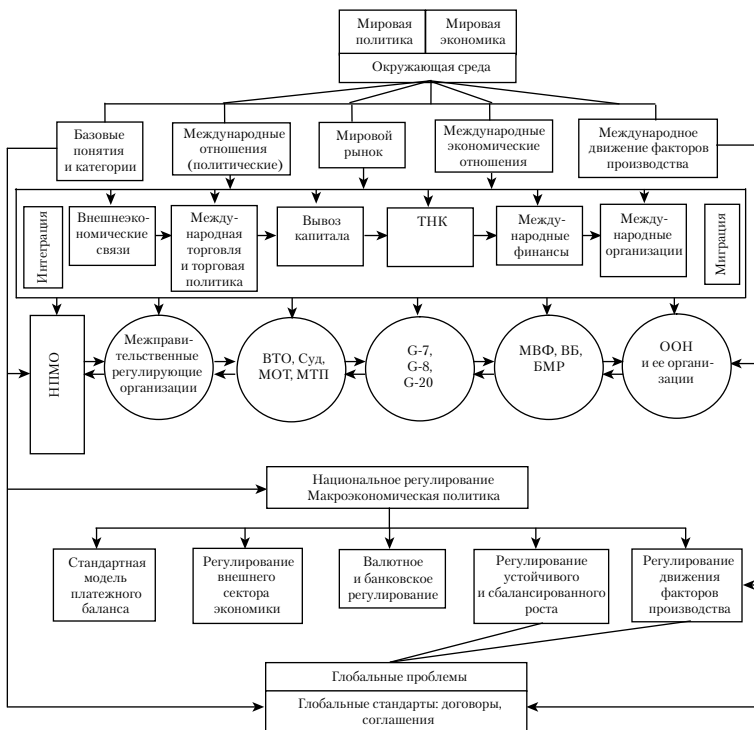 Мировая
политика
Мировая
экономика
Окружающая среда
Базовые
понятия
и категории
Международные
отношения
(политические)
Мировой
рынок
Международные
экономические
отношения
Международное
движение факторов
производства
Интеграция
Внешнеэко-
номические
связи
Между-
народная
торговля
и торговая
политика
Вывоз
капитала
ТНК
Между-
народные
финансы
Между-
народные
организации
Миграция
НПМО
Межправи-
тельственные
регулирующие
организации
ВТО, Суд,
МОТ, МТП
G-7,
G-8,
G-20
МВФ, ВБ,
БМР
ООН
и ее органи-
зации
Национальное регулирование
Макроэкономическая политика
Стандартная
модель
платежного
баланса
Регулирование
внешнего
сектора
экономики
Валютное
и банковское
регулирование
Регулирование
устойчивого
и сбалансированного
роста
Регулирование
движения
факторов
производства
Глобальные проблемы
Глобальные стандарты: договоры,
соглашения